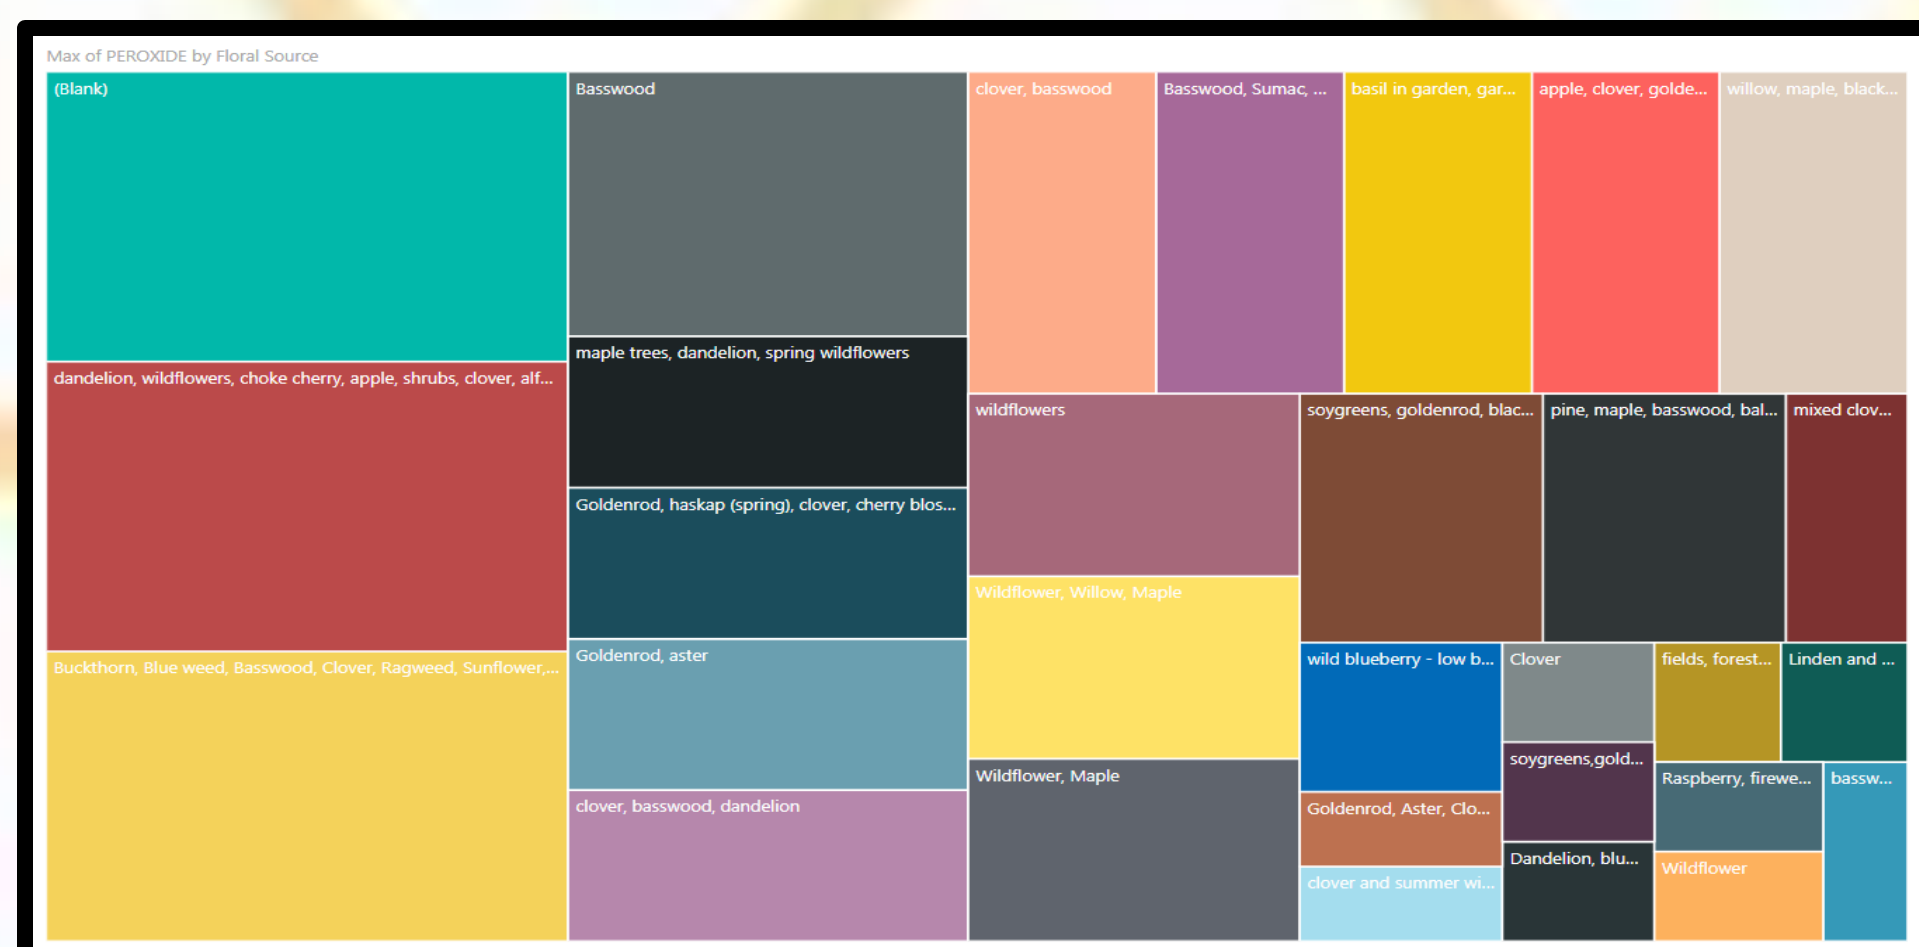 Max of PEROXIDE by Floral Source
(Blank)
dandelion, wildflowers, choke cherry, apple, shrubs, clover, alf...
Buckthorn, Blue weed, Basswood, Clover, Ragweed, Sunflower,...
Basswood
maple trees, dandelion, spring wildflowers
Goldenrod, haskap (spring), clover, cherry blos...
Goldenrod, aster
clover, basswood, dandelion
clover, basswood
Basswood, Sumac, ...
basil in garden, gar...
apple, clover, golde...
willow, maple, black...
wildflowers
Wildflower, Willow, Maple
Wildflower, Maple
soygreens, goldenrod, blac...
pine, maple, basswood, bal...
mixed clov...
wild blueberry - low b...
Goldenrod, Aster, Clo...
clover and summer wi...
Clover
soygreens,gold...
Dandelion, blu...
fields, forest...
Linden and ...
Raspberry, firewe...
Wildflower
bassw...